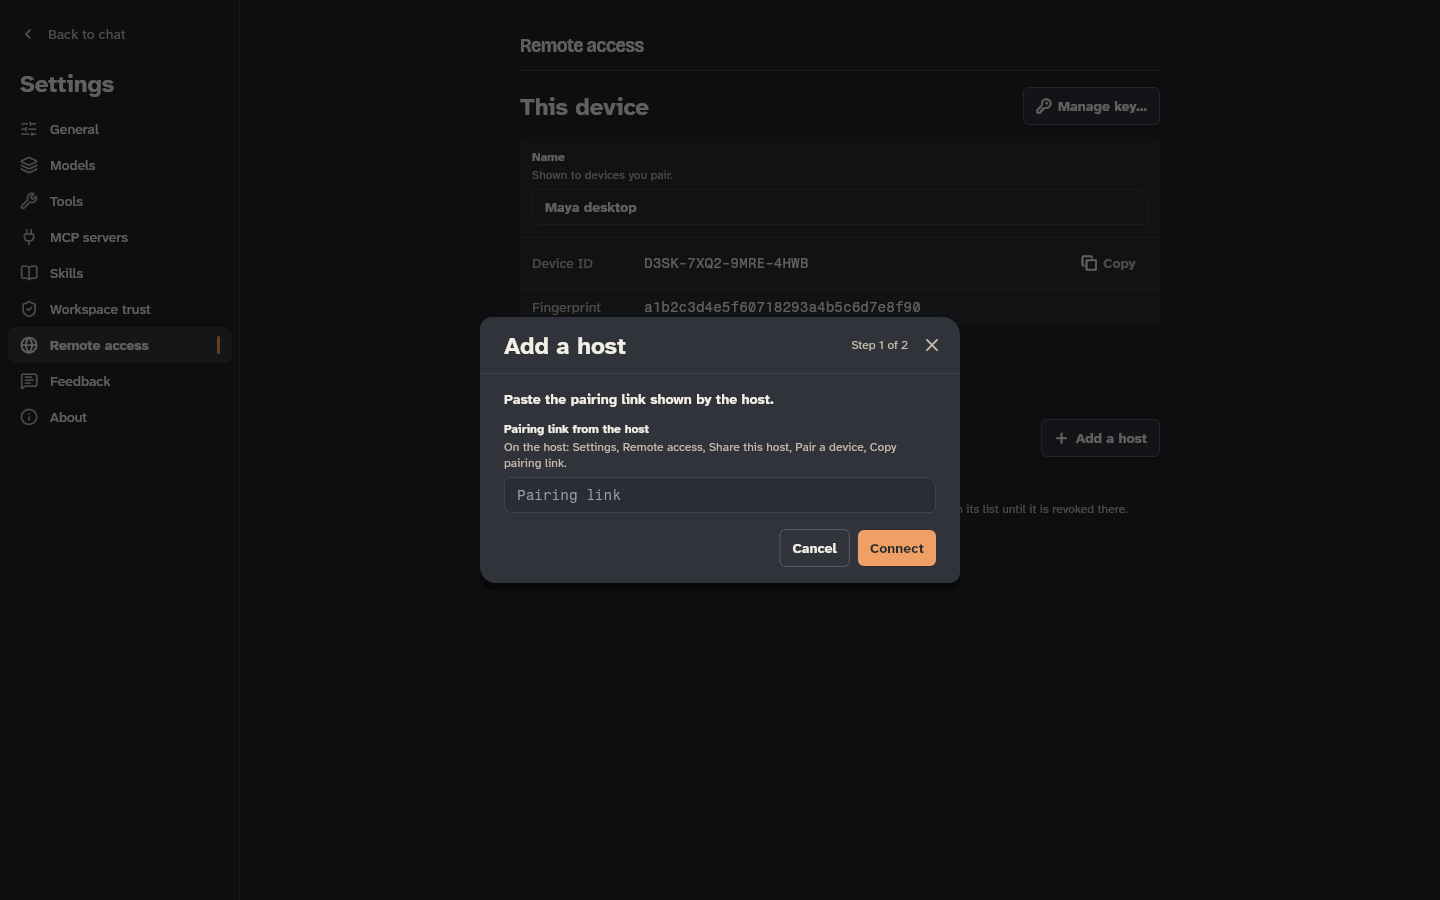 Back to chat
Settings
General
Models
Tools
MCP servers
Skills
Workspace trust
Remote access
Feedback
About
Remote access
This device
Manage key...
Name
Shown to devices you pair.
Maya desktop
Device ID
D3SK-7XQ2-9MRE-4HWB
Copy
Fingerprint
a1b2c3d4e5f60718293a4b5c6d7e8f90
Add a host
Step 1 of 2
Paste the pairing link shown by the host.
Pairing link from the host
On the host: Settings, Remote access, Share this host, Pair a device, Copy
pairing link.
Pairing link
Cancel
Connect
Add a host
its list until it is revoked there.